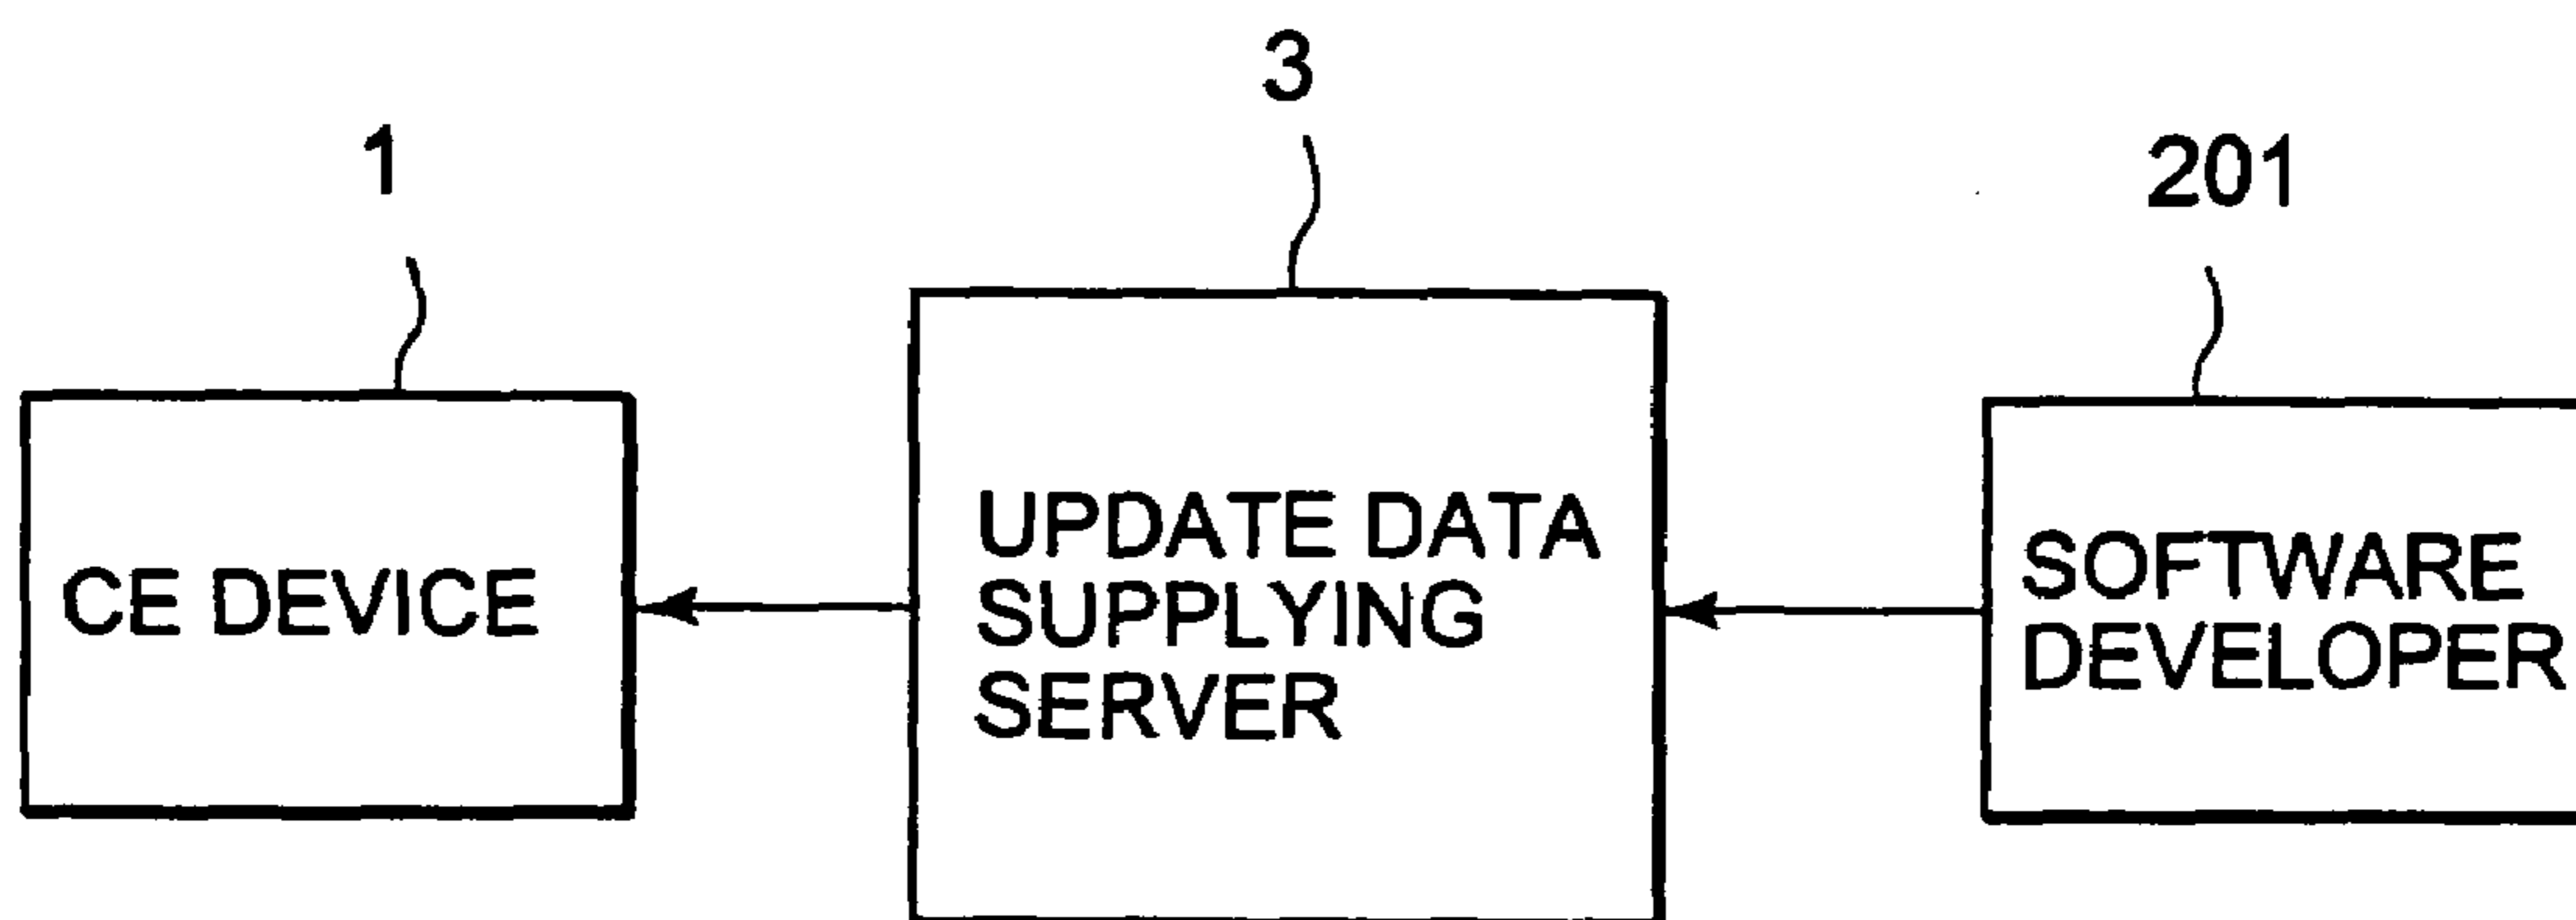 1
3
201
CE DEVICE
UPDATE DATA
SUPPLYING
SERVER
SOFTWARE
DEVELOPER